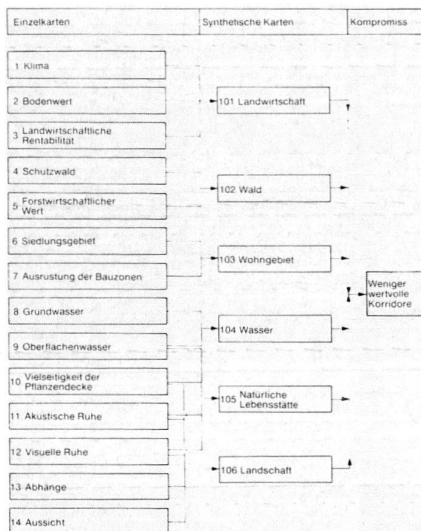 Einzelkarten
Synthetische Karten
Kompromiss
1 Klima
2 Bodenwert
3 Landwirtschaftliche
Rentabilität
4 Schutzwald
5 Forstwirtschaftlicher
Wert
6 Siedlungsgebiet
7 Ausrüstung der Bauzonen
8 Grundwasser
9 Oberflächenwasser
10 Vielseitigkeit der
Pflanzendecke
11 Akustische Ruhe
12 Visuelle Ruhe
13 Abhänge
14 Aussicht
101 Landwirtschaft
102 Wald
103 Wohngebiet
104 Wasser
105 Natürliche
Lebensstätte
106 Landschaft
Weniger
wertvolle
Korridore